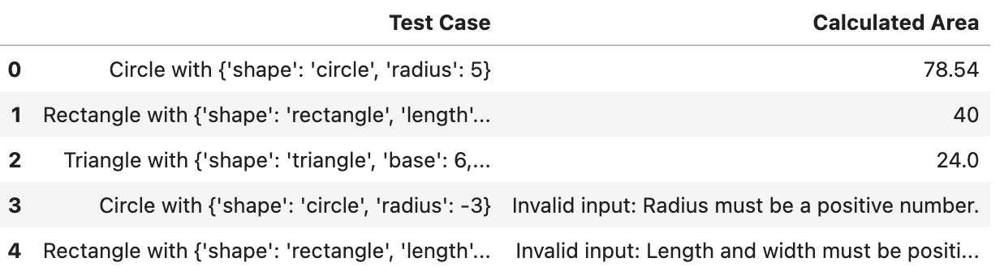 Test Case Calculated Area
0 Circle with {'shape': 'circle', 'radius': 5} 78.54
1 Rectangle with {'shape': 'rectangle', 'length'... 40
2 Triangle with {'shape': 'triangle', 'base': 6,... 24.0
3 Circle with {'shape': 'circle', 'radius': -3} Invalid input: Radius must be a positive number.
4 Rectangle with {'shape': 'rectangle', 'length'... Invalid input: Length and width must be positi...